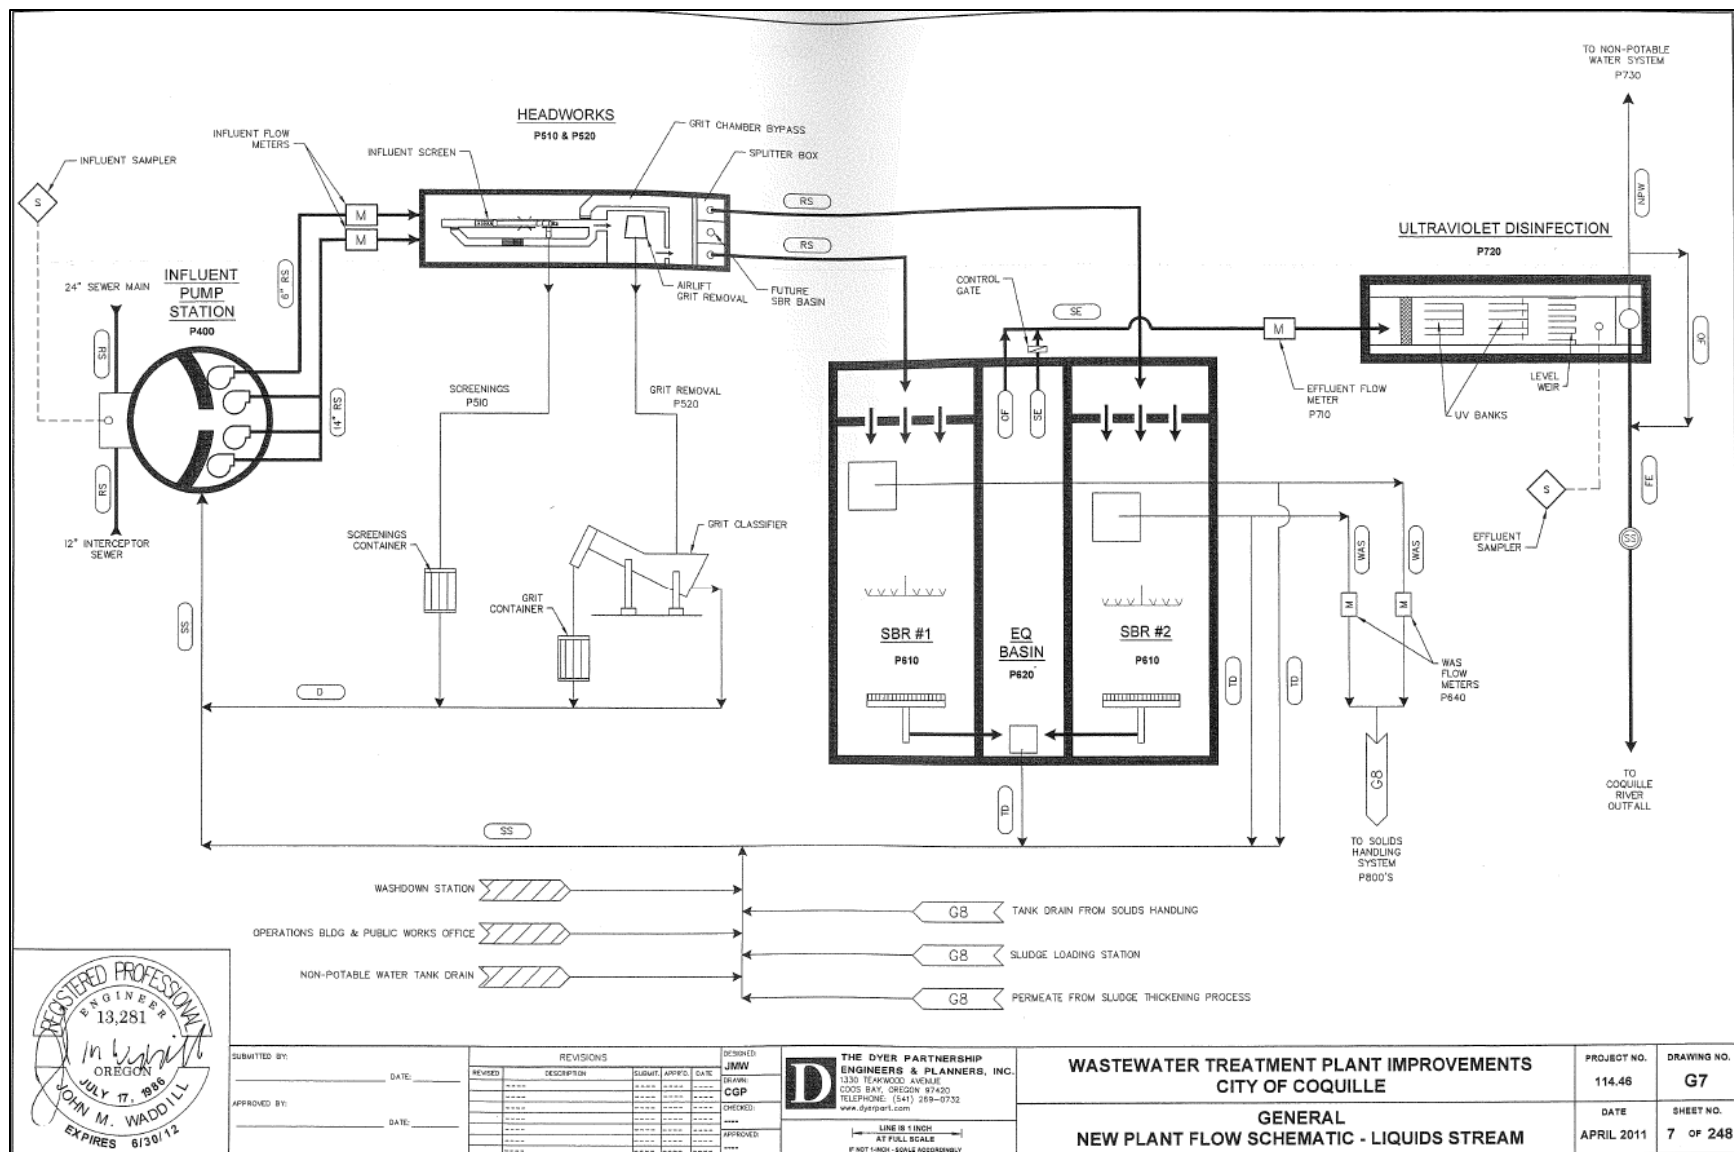 TO NON-POTABLE
WATER SYSTEM
P730
HEADWORKS
P510 & P520
GRIT CHAMBER BYPASS
INFLUENT FLOW
METERS
INFLUENT SCREEN
SPLITTER BOX
INFLUENT SAMPLER
S
M
M
RS
RS
NPW
ULTRAVIOLET DISINFECTION
P720
INFLUENT
PUMP
STATION
P400
24" SEWER MAIN
6" RS
AIRLIFT
GRIT REMOVAL
FUTURE
SBR BASIN
CONTROL
GATE
SE
M
RS
14" RS
RS
SCREENINGS
P510
GRIT REMOVAL
P520
OF
SE
EFFLUENT FLOW
METER
P710
LEVEL
WEIR
UV BANKS
OF
12" INTERCEPTOR
SEWER
SCREENINGS
CONTAINER
GRIT CLASSIFIER
GRIT
CONTAINER
S
EFFLUENT
SAMPLER
FE
SS
WAS
WAS
M
M
SS
SBR #1
P610
EQ
BASIN
P620
SBR #2
P610
WAS
FLOW
METERS
P640
D
TD
TD
TD
G8
TO
COQUILLE
RIVER
OUTFALL
SS
TO SOLIDS
HANDLING
SYSTEM
P800'S
WASHDOWN STATION
G8
TANK DRAIN FROM SOLIDS HANDLING
OPERATIONS BLDG & PUBLIC WORKS OFFICE
G8
SLUDGE LOADING STATION
NON-POTABLE WATER TANK DRAIN
G8
PERMEATE FROM SLUDGE THICKENING PROCESS
REGISTERED PROFESSIONAL
ENGINEER
13,281
OREGON
JULY 17, 1986
JOHN M. WADDILL
EXPIRES 6/30/12
SUBMITTED BY:
DATE:
APPROVED BY:
DATE:
REVISIONS
REVISED DESCRIPTION SUBMIT. APPR'D. DATE
DESIGNED:
JMW
DRAWN:
CGP
CHECKED:
----
APPROVED:
----
D
THE DYER PARTNERSHIP
ENGINEERS & PLANNERS, INC.
1330 TEAKWOOD AVENUE
COOS BAY, OREGON 97420
TELEPHONE: (541) 269-0732
www.dyerpart.com
LINE IS 1 INCH
AT FULL SCALE
IF NOT 1-INCH - SCALE ACCORDINGLY
WASTEWATER TREATMENT PLANT IMPROVEMENTS
CITY OF COQUILLE
GENERAL
NEW PLANT FLOW SCHEMATIC - LIQUIDS STREAM
PROJECT NO.
114.46
DRAWING NO.
G7
DATE
APRIL 2011
SHEET NO.
7 OF 248